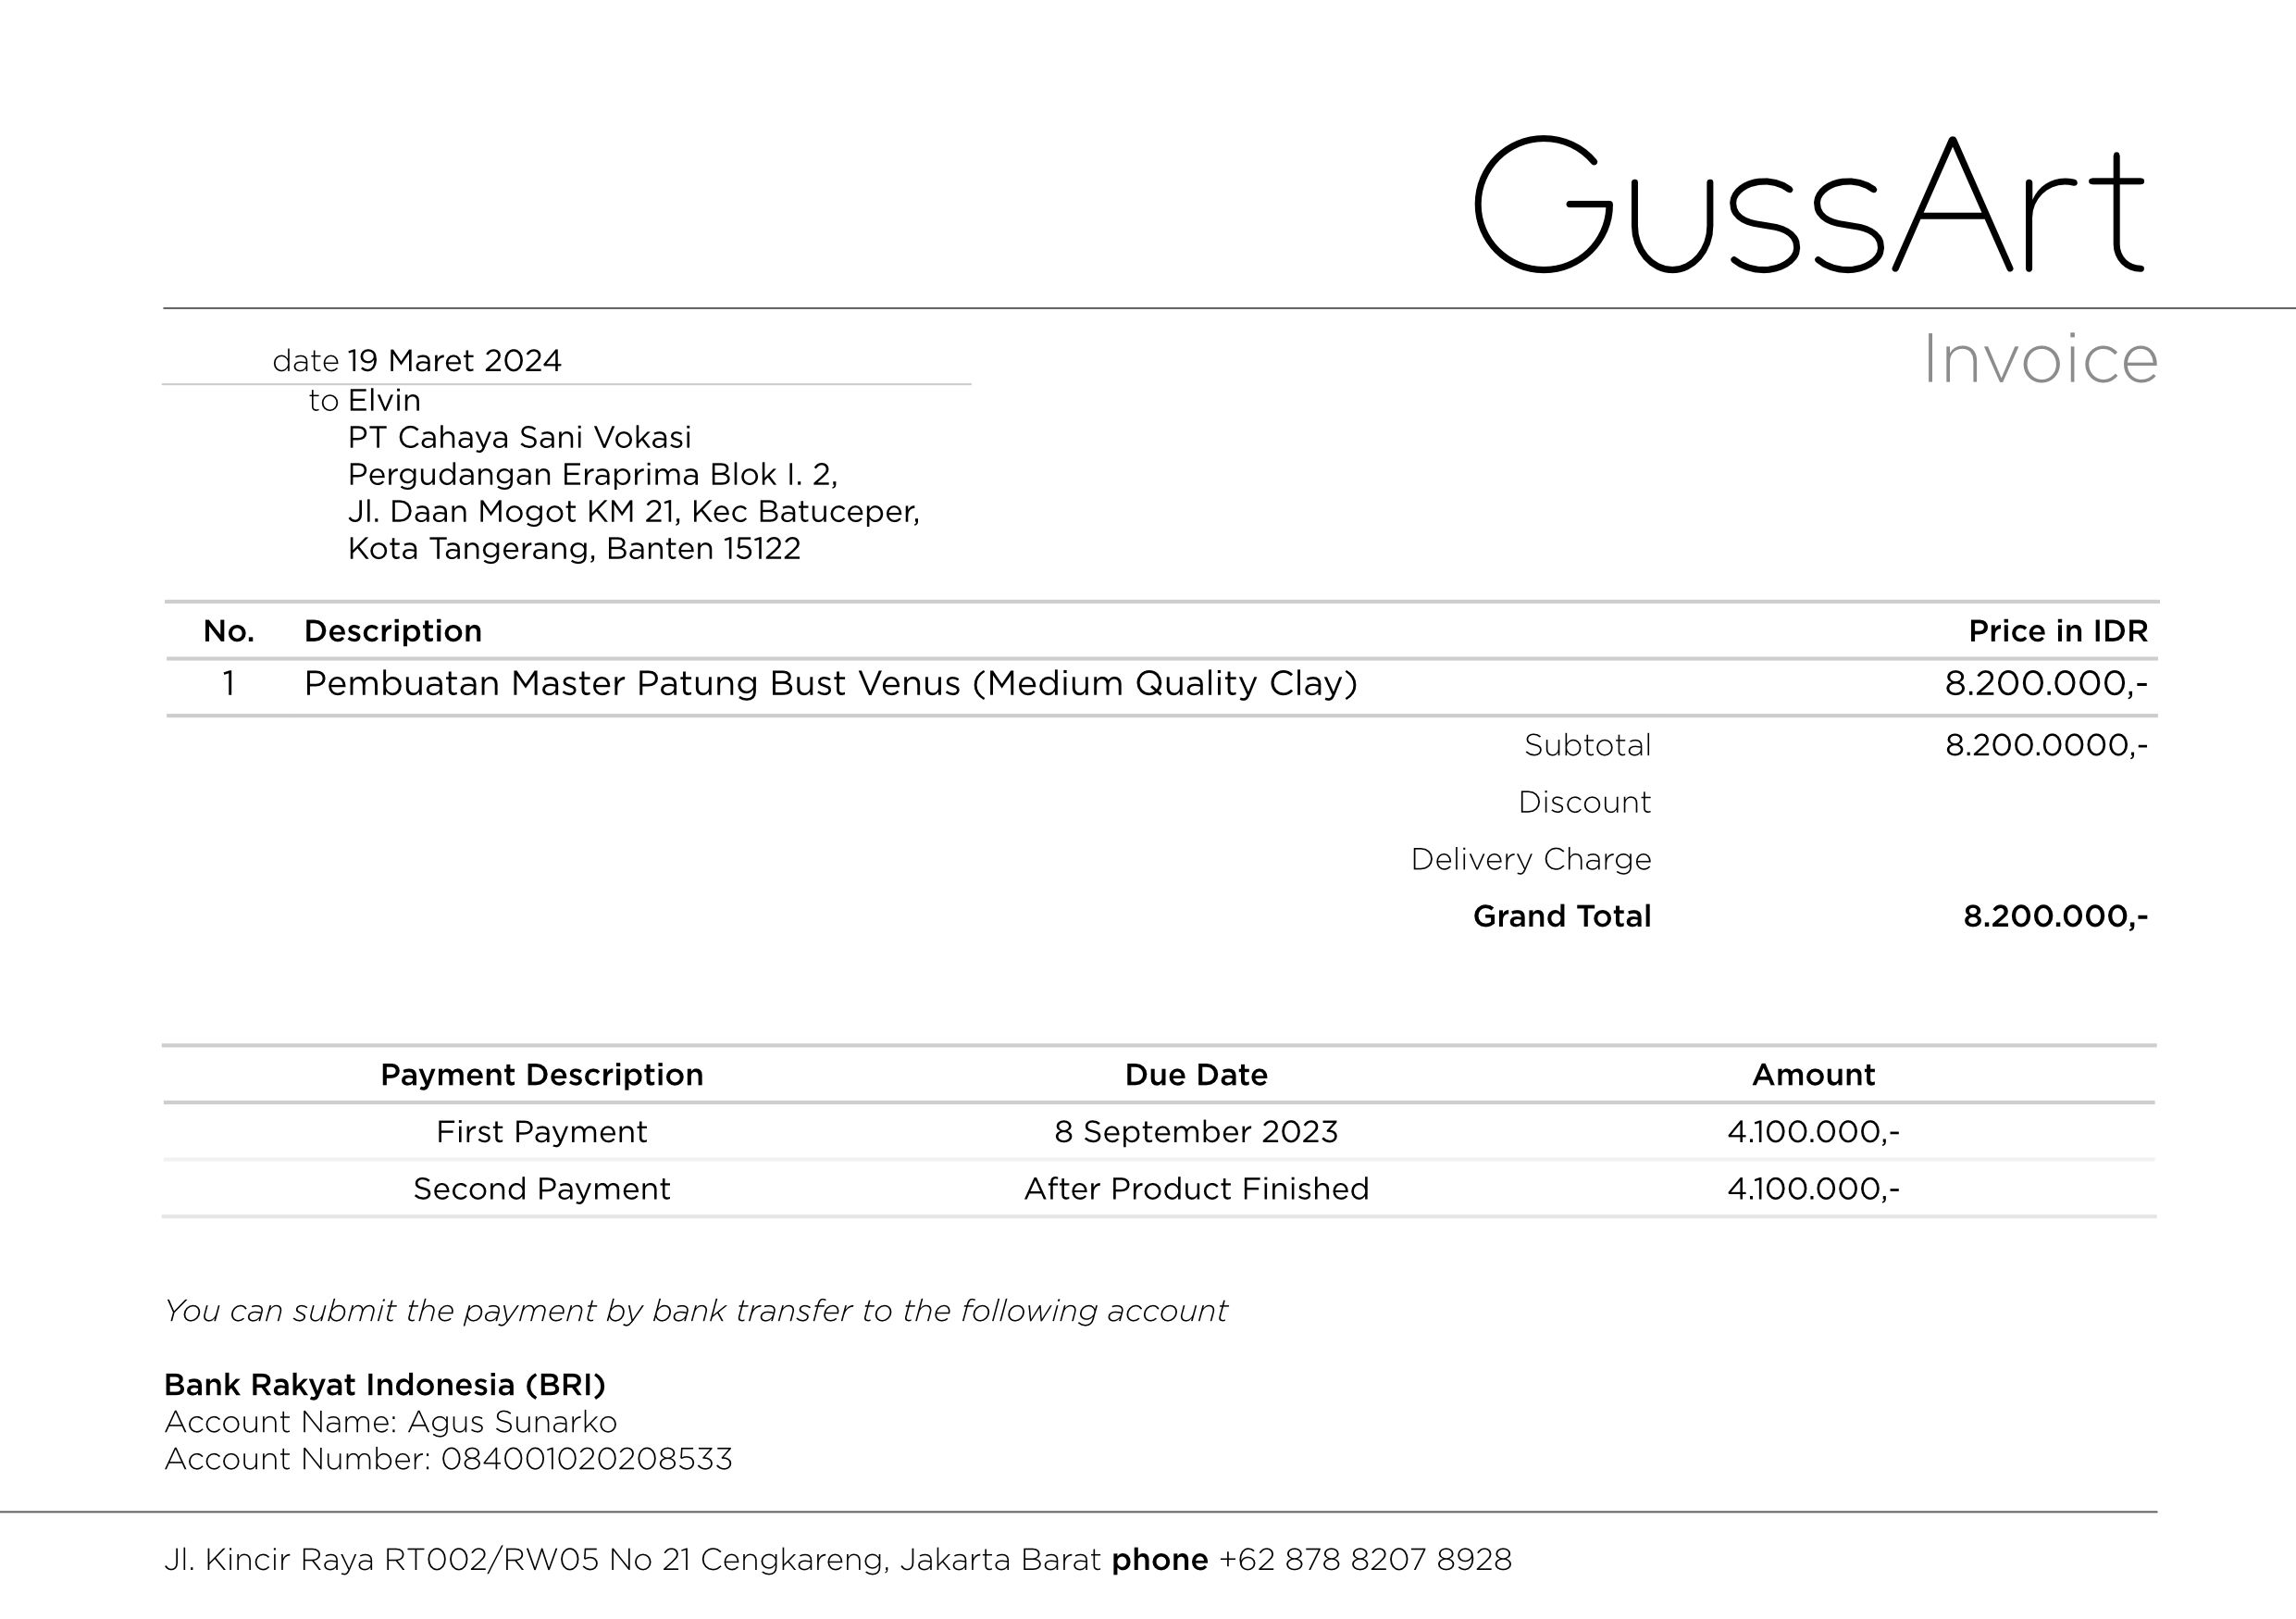 GussArt
Invoice
date 19 Maret 2024
to Elvin
PT Cahaya Sani Vokasi
Pergudangan Eraprima Blok I. 2,
Jl. Daan Mogot KM 21, Kec Batuceper,
Kota Tangerang, Banten 15122
No. Description Price in IDR
1 Pembuatan Master Patung Bust Venus (Medium Quality Clay) 8.200.000,-
Subtotal 8.200.0000,-
Discount
Delivery Charge
Grand Total 8.200.000,-
Payment Description Due Date Amount
First Payment 8 September 2023 4.100.000,-
Second Payment After Product Finished 4.100.000,-
You can submit the payment by bank transfer to the following account
Bank Rakyat Indonesia (BRI)
Account Name: Agus Sunarko
Account Number: 084001020208533
Jl. Kincir Raya RT002/RW05 No 21 Cengkareng, Jakarta Barat phone +62 878 8207 8928